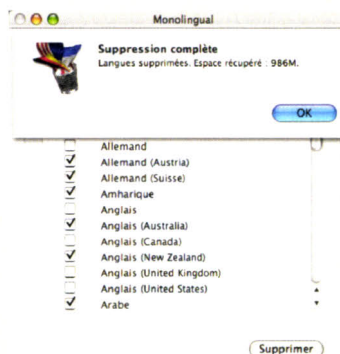 Monolingual
Suppression complète
Langues supprimées. Espace récupéré : 986M.
OK
Allemand
Allemand (Austria)
Allemand (Suisse)
Amharique
Anglais
Anglais (Australia)
Anglais (Canada)
Anglais (New Zealand)
Anglais (United Kingdom)
Anglais (United States)
Arabe
Supprimer